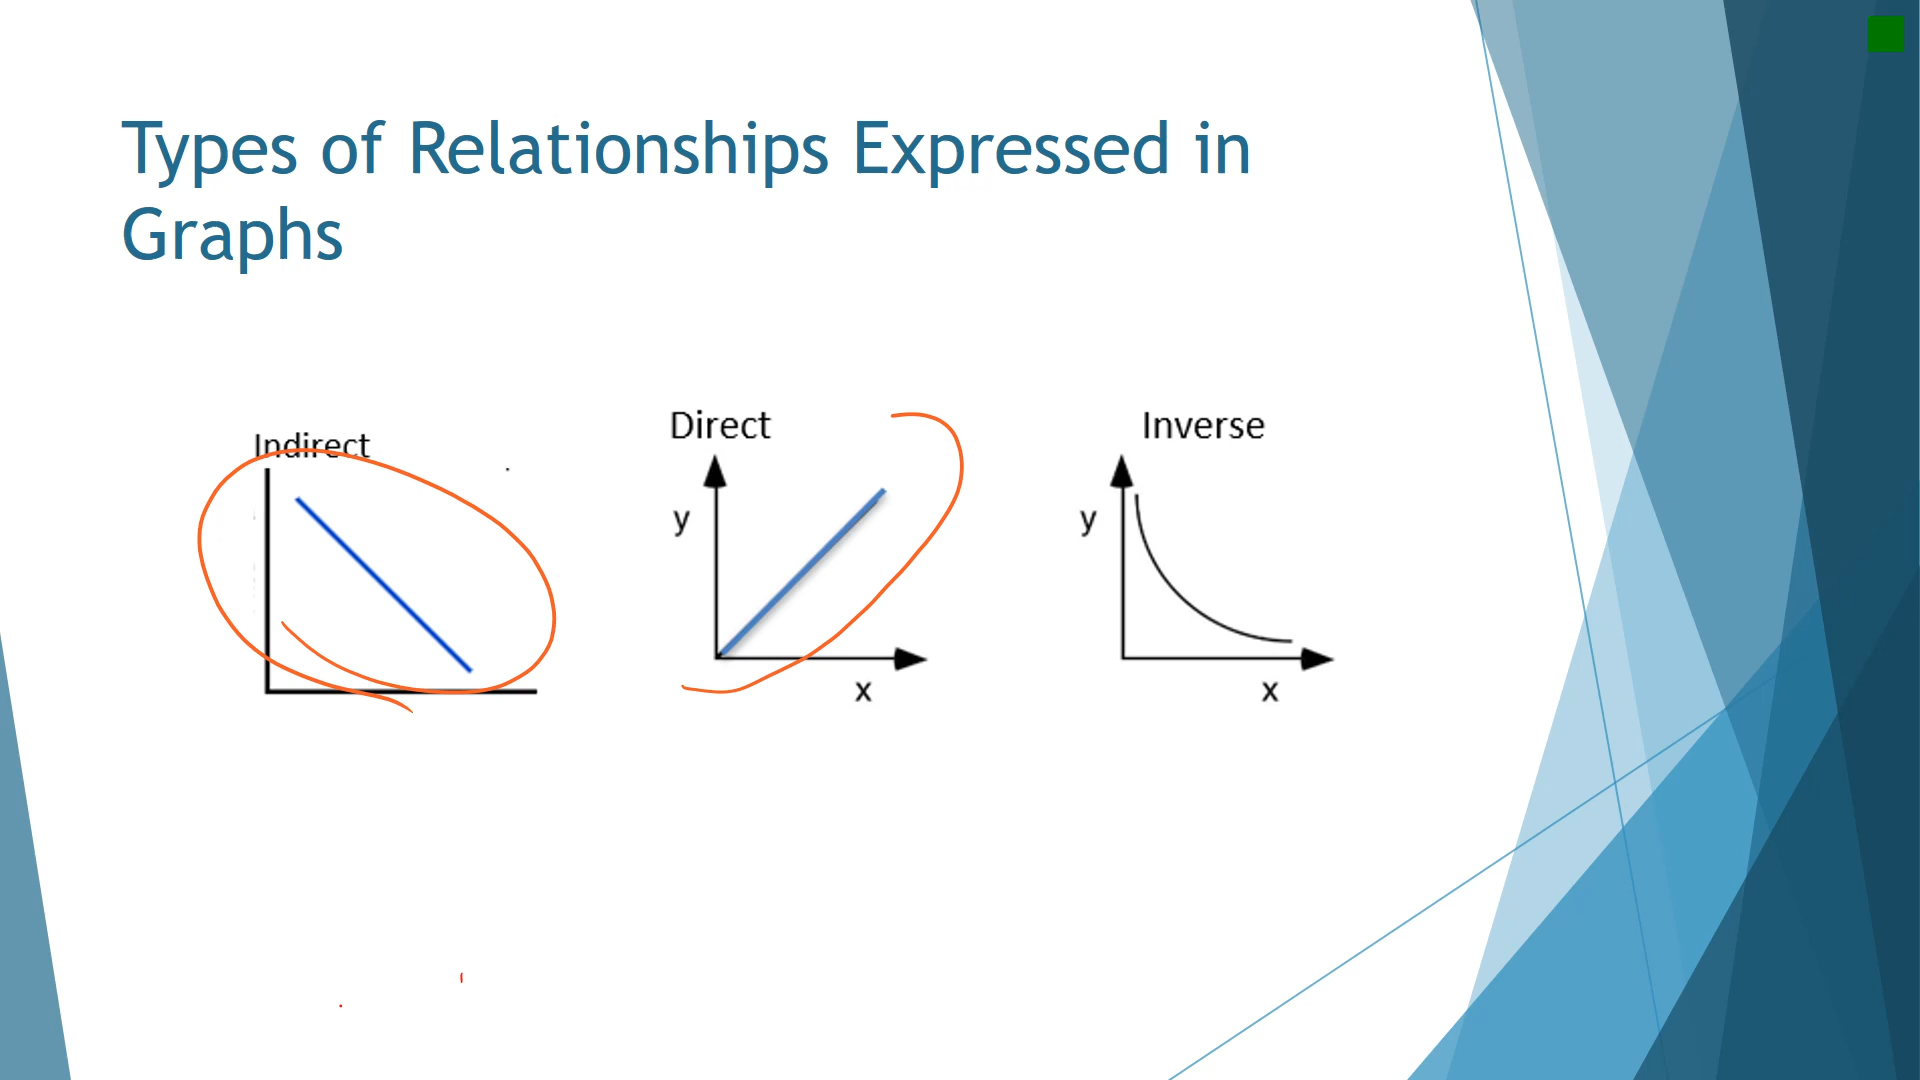 Types of Relationships Expressed in
Graphs
Indirect
Direct
y
x
Inverse
y
x